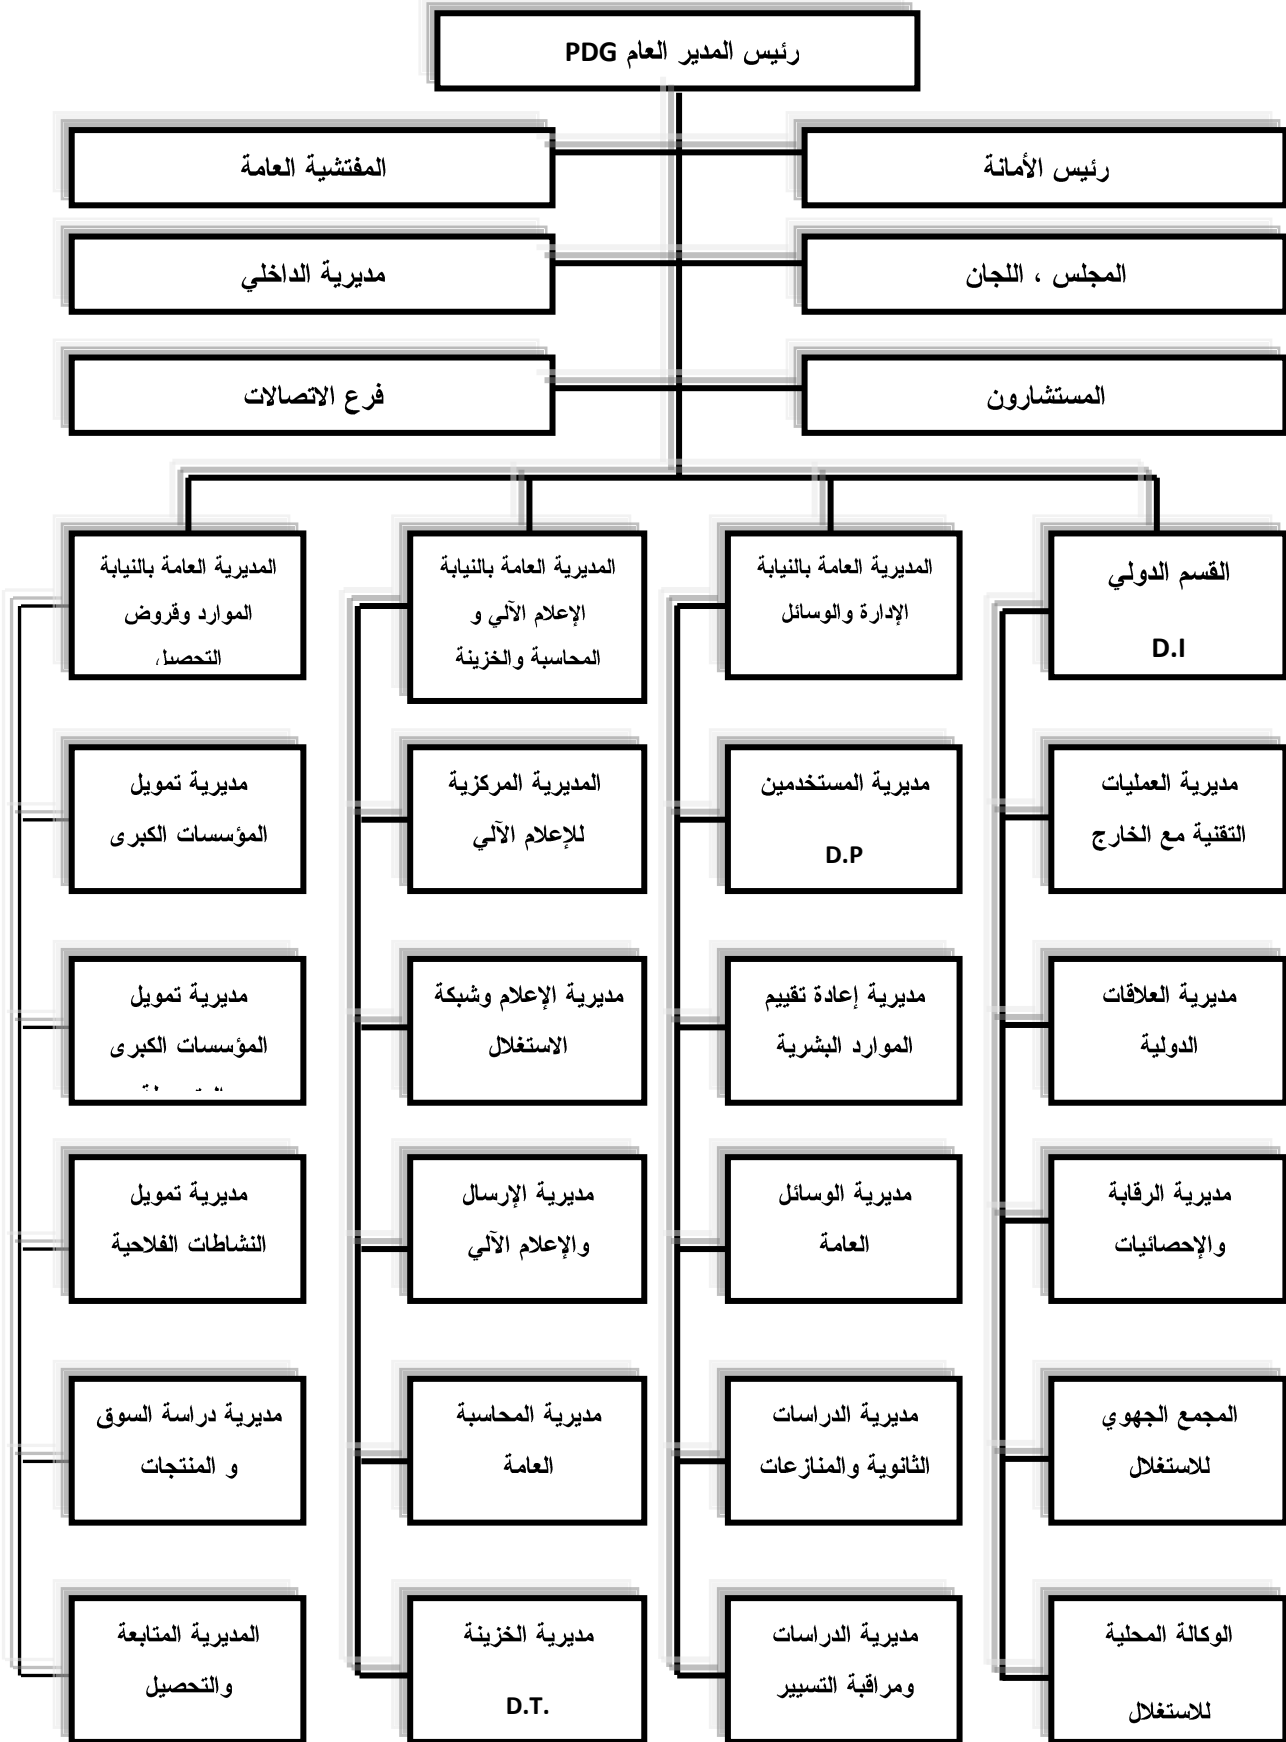 رئيس المدير العام PDG
رئيس الأمانة
المفتشية العامة
المجلس ، اللجان
مديرية الداخلي
المستشارون
فرع الاتصالات
القسم الدولي
D.I
مديرية العمليات
التقنية مع الخارج
مديرية العلاقات
الدولية
مديرية الرقابة
والإحصائيات
المجمع الجهوي
للاستغلال
الوكالة المحلية
للاستغلال
المديرية العامة بالنيابة
الإدارة والوسائل
مديرية المستخدمين
D.P
مديرية إعادة تقييم
الموارد البشرية
مديرية الوسائل
العامة
مديرية الدراسات
الثانوية والمنازعات
مديرية الدراسات
ومراقبة التسيير
المديرية العامة بالنيابة
الإعلام الآلي و
المحاسبة والخزينة
المديرية المركزية
للإعلام الآلي
مديرية الإعلام وشبكة
الاستغلال
مديرية الإرسال
والإعلام الآلي
مديرية المحاسبة
العامة
مديرية الخزينة
D.T.
المديرية العامة بالنيابة
الموارد وقروض
التحصيل
مديرية تمويل
المؤسسات الكبرى
مديرية تمويل
المؤسسات الكبرى
مديرية تمويل
النشاطات الفلاحية
مديرية دراسة السوق
و المنتجات
المديرية المتابعة
والتحصيل